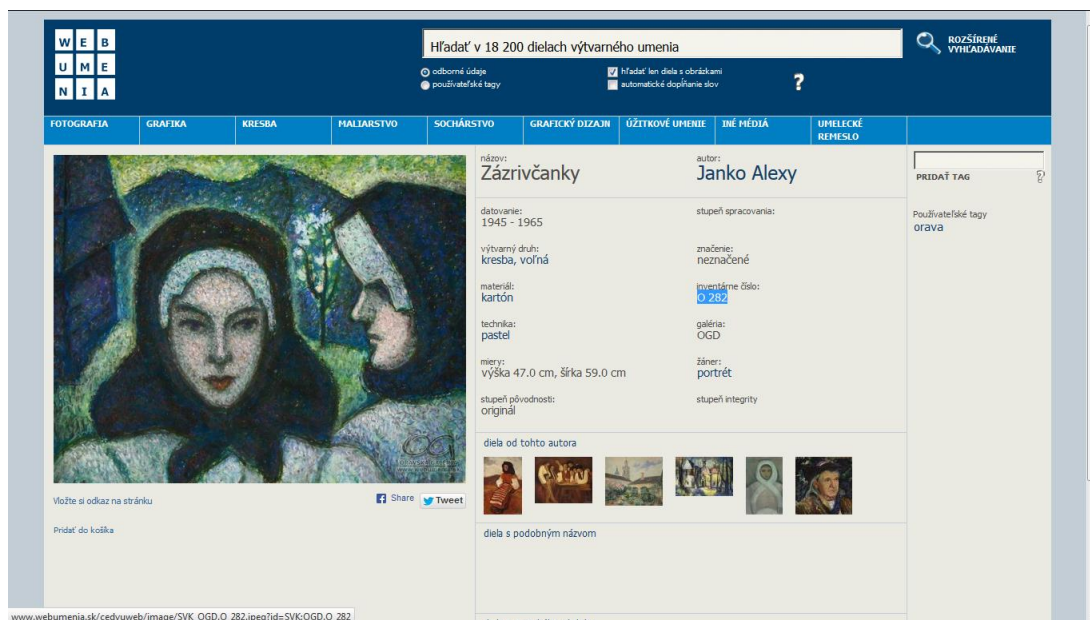 W E B
U M E
N I A
Hľadať v 18 200 dielach výtvarného umenia
ROZŠÍRENÉ
VYHĽADÁVANIE
odborné údaje
používateľské tagy
hľadať len diela s obrázkami
automatické dopĺňanie slov
?
FOTOGRAFIA
GRAFIKA
KRESBA
MALIARSTVO
SOCHÁRSTVO
GRAFICKÝ DIZAJN
ÚŽITKOVÉ UMENIE
INÉ MÉDIÁ
UMELECKÉ
REMESLO
názov:
Zázrivčanky
autor:
Janko Alexy
datovanie:
1945 - 1965
stupeň spracovania:
výtvarný druh:
kresba, voľná
značenie:
neznačené
materiál:
kartón
inventárne číslo:
O 282
technika:
pastel
galéria:
OGD
miery:
výška 47.0 cm, šírka 59.0 cm
žáner:
portrét
stupeň pôvodnosti:
originál
stupeň integrity
diela od tohto autora
diela s podobným názvom
PRIDAŤ TAG
?
Používateľské tagy
orava
Vložte si odkaz na stránku
Share
Tweet
Pridať do košíka
www.webumenia.sk/cedvuweb/image/SVK_OGD.O_282.jpeg?id=SVK:OGD.O_282